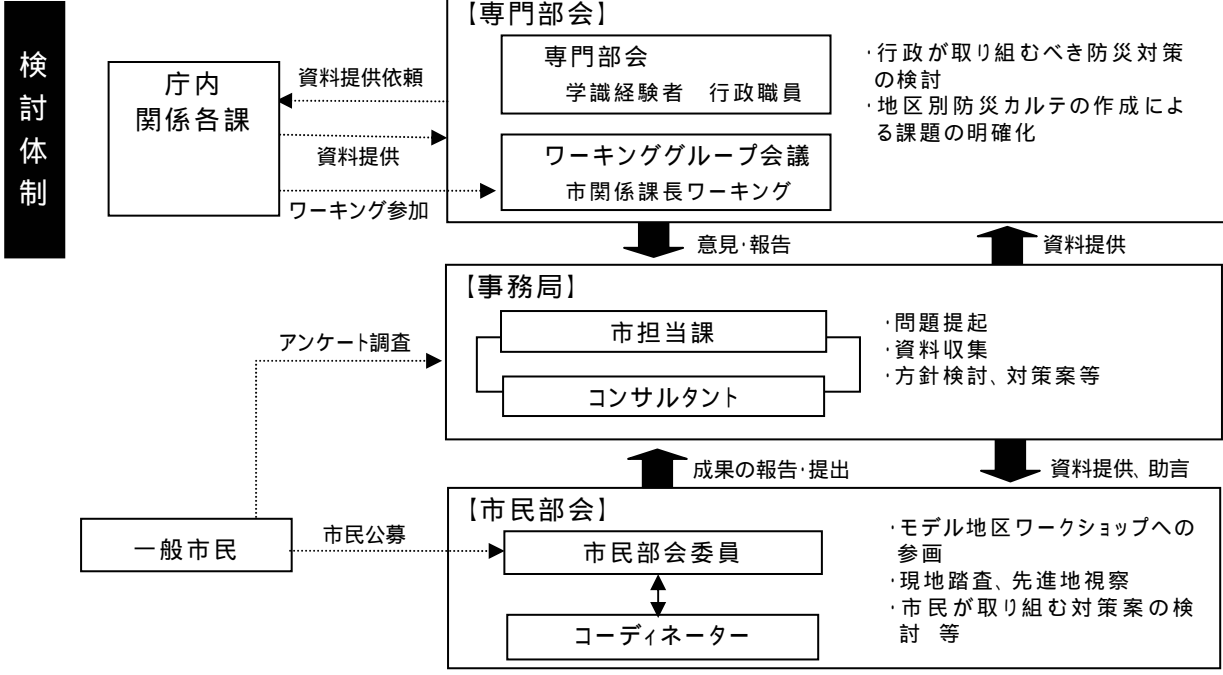 検討体制
庁内
関係各課
資料提供依頼
資料提供
ワーキング参加
【専門部会】
専門部会
学識経験者 行政職員
ワーキンググループ会議
市関係課長ワーキング
・行政が取り組むべき防災対策
の検討
・地区別防災カルテの作成によ
る課題の明確化
意見・報告
資料提供
【事務局】
市担当課
コンサルタント
・問題提起
・資料収集
・方針検討、対策案等
アンケート調査
成果の報告・提出
資料提供、助言
一般市民
市民公募
【市民部会】
市民部会委員
コーディネーター
・モデル地区ワークショップへの
参画
・現地踏査、先進地視察
・市民が取り組む対策案の検
討 等